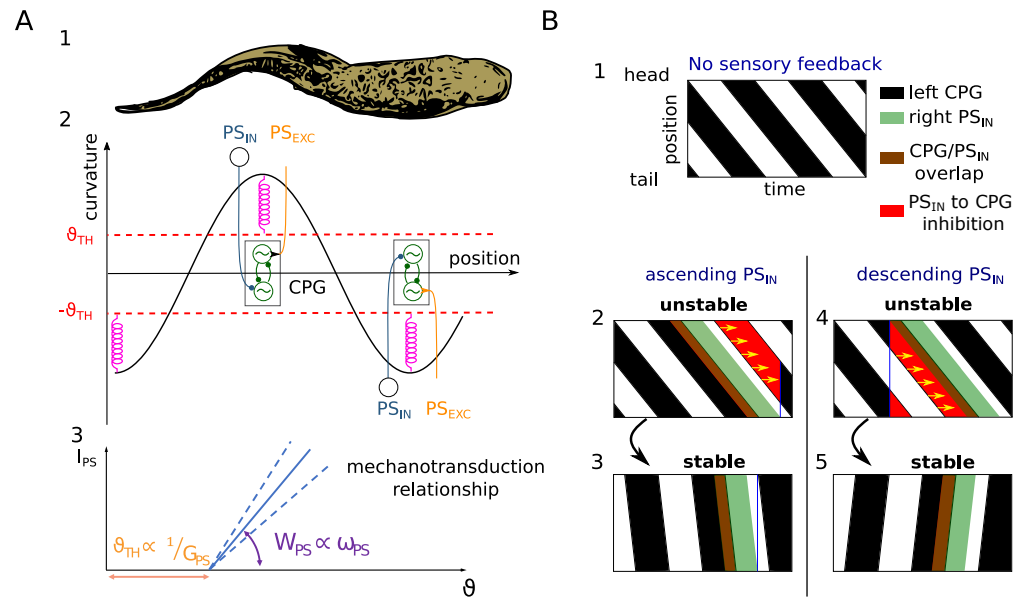 A
1
2
PS_IN
PS_EXC
curvature
ϑ_TH
position
CPG
-ϑ_TH
PS_IN
PS_EXC
3
I_PS
mechanotransduction
relationship
ϑ_TH ∝ 1/G_PS
W_PS ∝ ω_PS
ϑ
B
No sensory feedback
1
head
position
tail
time
left CPG
right PS_IN
CPG/PS_IN
overlap
PS_IN to CPG
inhibition
ascending PS_IN
descending PS_IN
unstable
unstable
2
4
3
stable
5
stable